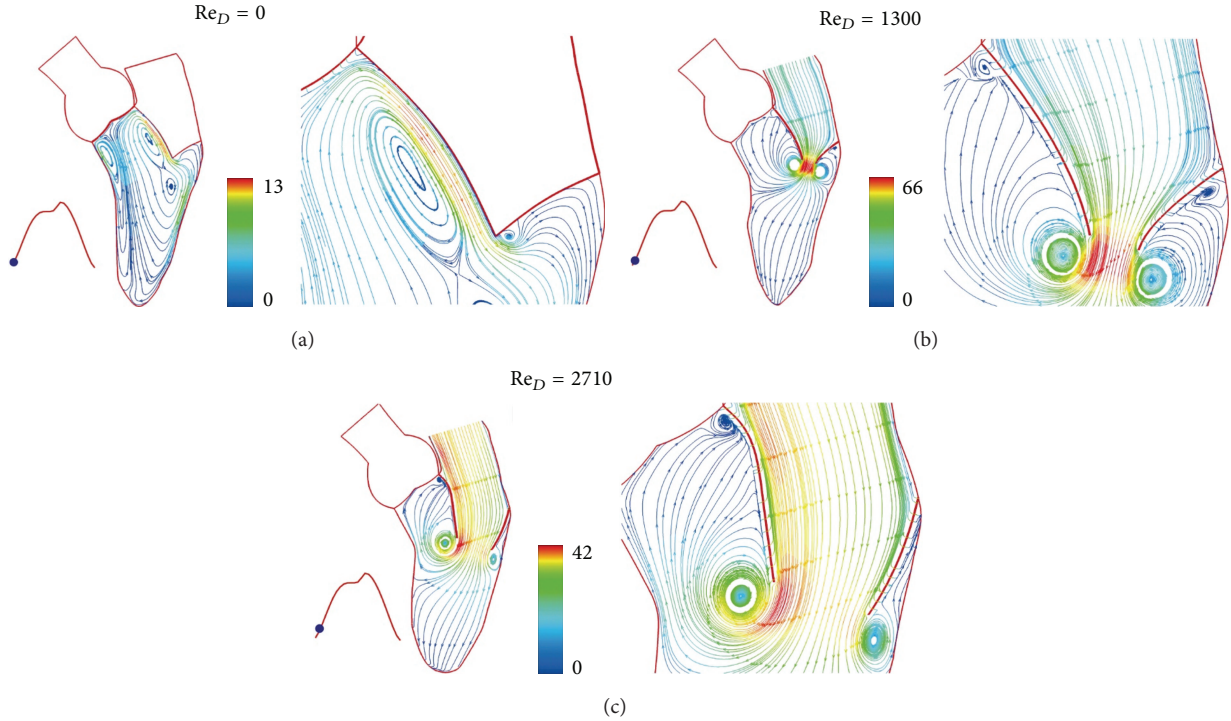 Re_D = 0
13
0
(a)
Re_D = 1300
66
0
(b)
Re_D = 2710
42
0
(c)